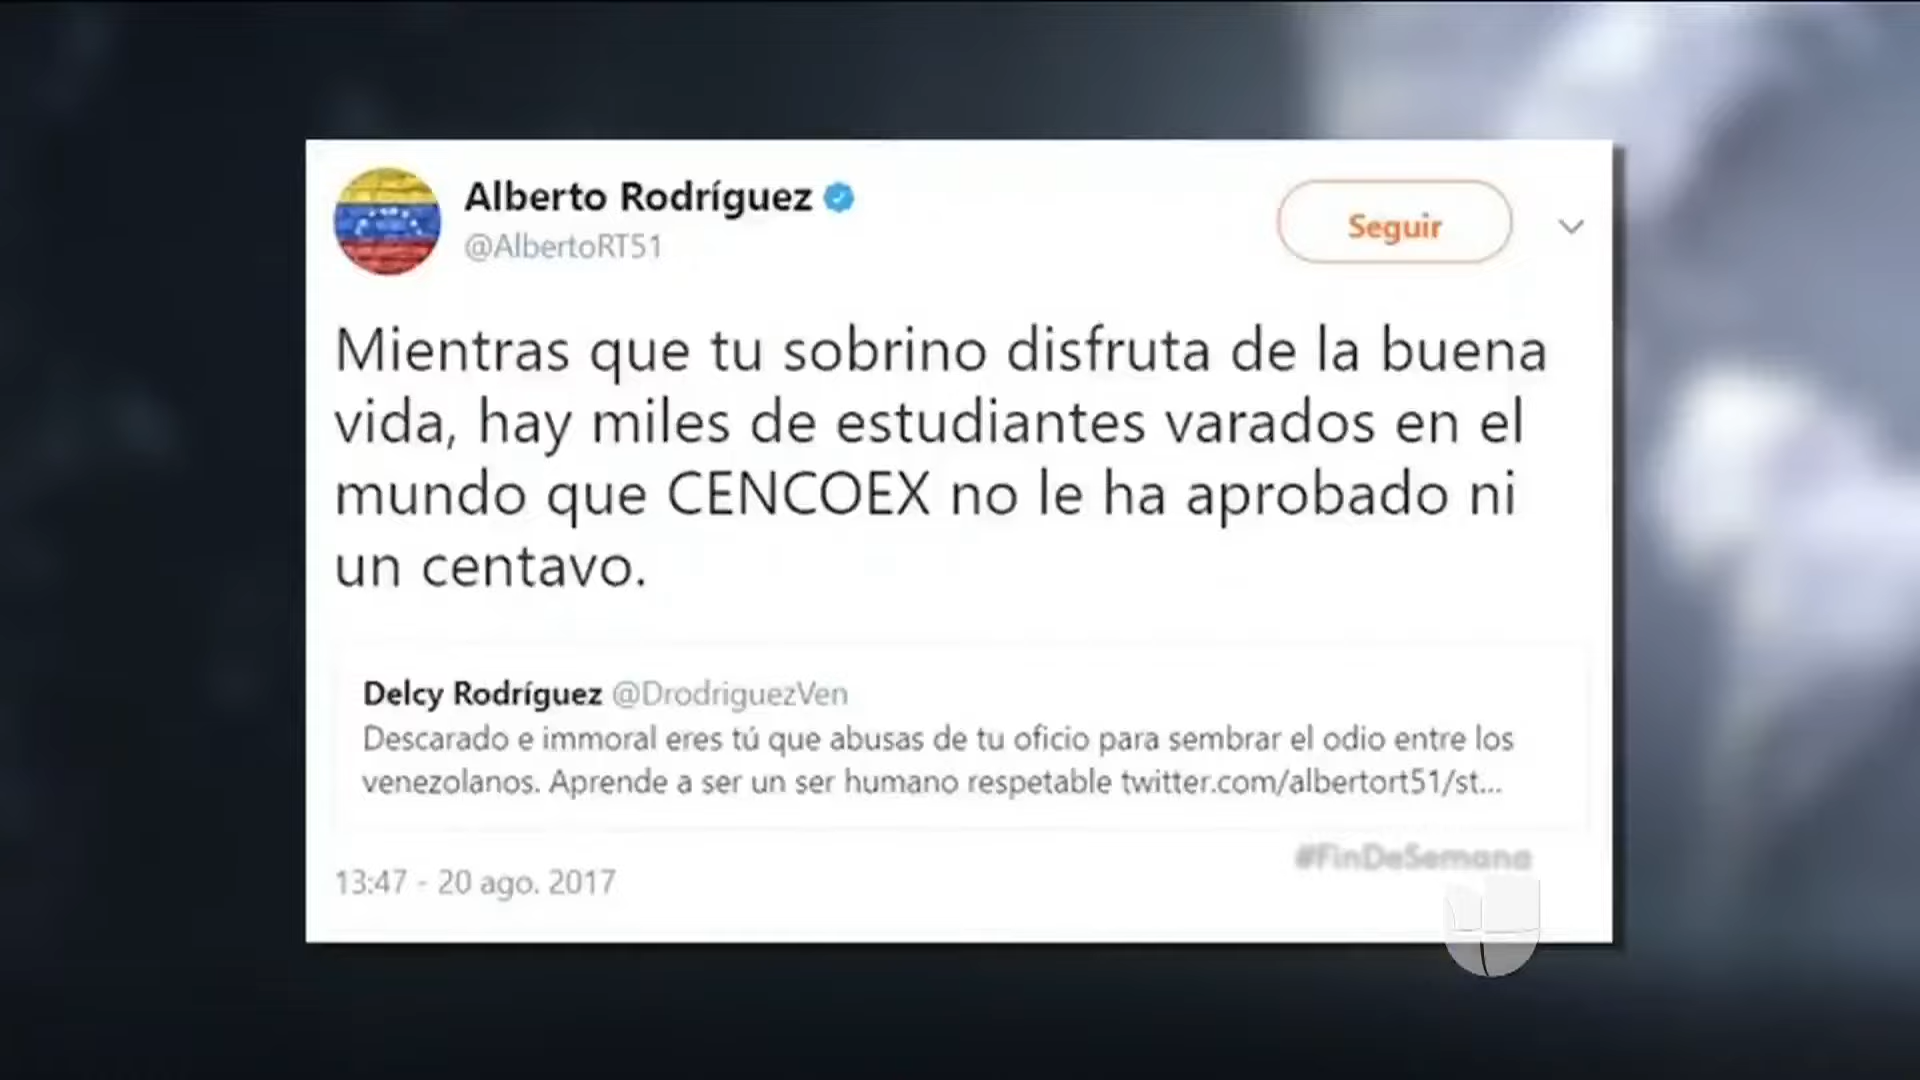 Alberto Rodríguez
@AlbertoRT51
Seguir
Mientras que tu sobrino disfruta de la buena
vida, hay miles de estudiantes varados en el
mundo que CENCOEX no le ha aprobado ni
un centavo.
Delcy Rodríguez @DrodriguezVen
Descarado e immoral eres tú que abusas de tu oficio para sembrar el odio entre los
venezolanos. Aprende a ser un ser humano respetable twitter.com/albertort51/st...
#FinDeSemana
13:47 - 20 ago. 2017